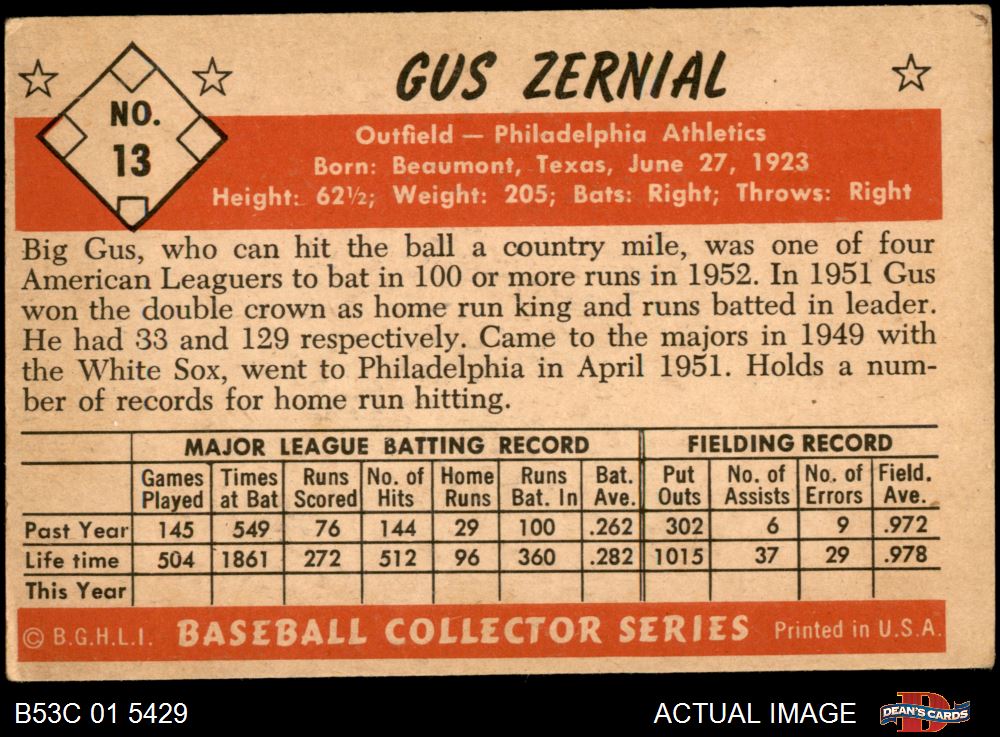 NO.
13
GUS ZERNIAL
Outfield — Philadelphia Athletics
Born: Beaumont, Texas, June 27, 1923
Height: 62½; Weight: 205; Bats: Right; Throws: Right
Big Gus, who can hit the ball a country mile, was one of four
American Leaguers to bat in 100 or more runs in 1952. In 1951 Gus
won the double crown as home run king and runs batted in leader.
He had 33 and 129 respectively. Came to the majors in 1949 with
the White Sox, went to Philadelphia in April 1951. Holds a num-
ber of records for home run hitting.
MAJOR LEAGUE BATTING RECORD FIELDING RECORD
Games Times Runs No. of Home Runs Bat. Put No. of No. of Field.
Played at Bat Scored Hits Runs Bat. In Ave. Outs Assists Errors Ave.
Past Year 145 549 76 144 29 100 .262 302 6 9 .972
Life time 504 1861 272 512 96 360 .282 1015 37 29 .978
This Year
© B.G.H.L.I. BASEBALL COLLECTOR SERIES Printed in U.S.A.
B53C 01 5429 ACTUAL IMAGE DEAN'S CARDS